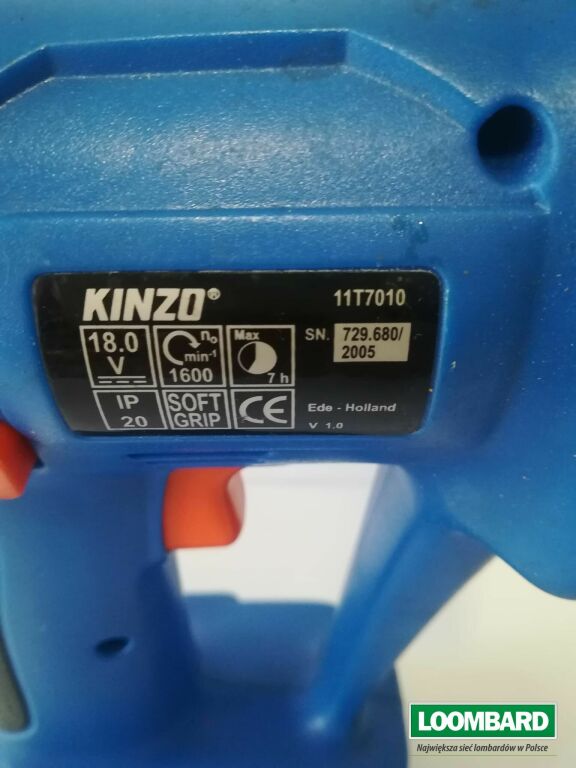 KINZO® 11T7010
18.0 V
n₀ min⁻¹ 1600
Max 7 h
SN. 729.680/
2005
IP 20
SOFT GRIP
CE
Ede - Holland
V 1.0
LOOMBARD
Największa sieć lombardów w Polsce